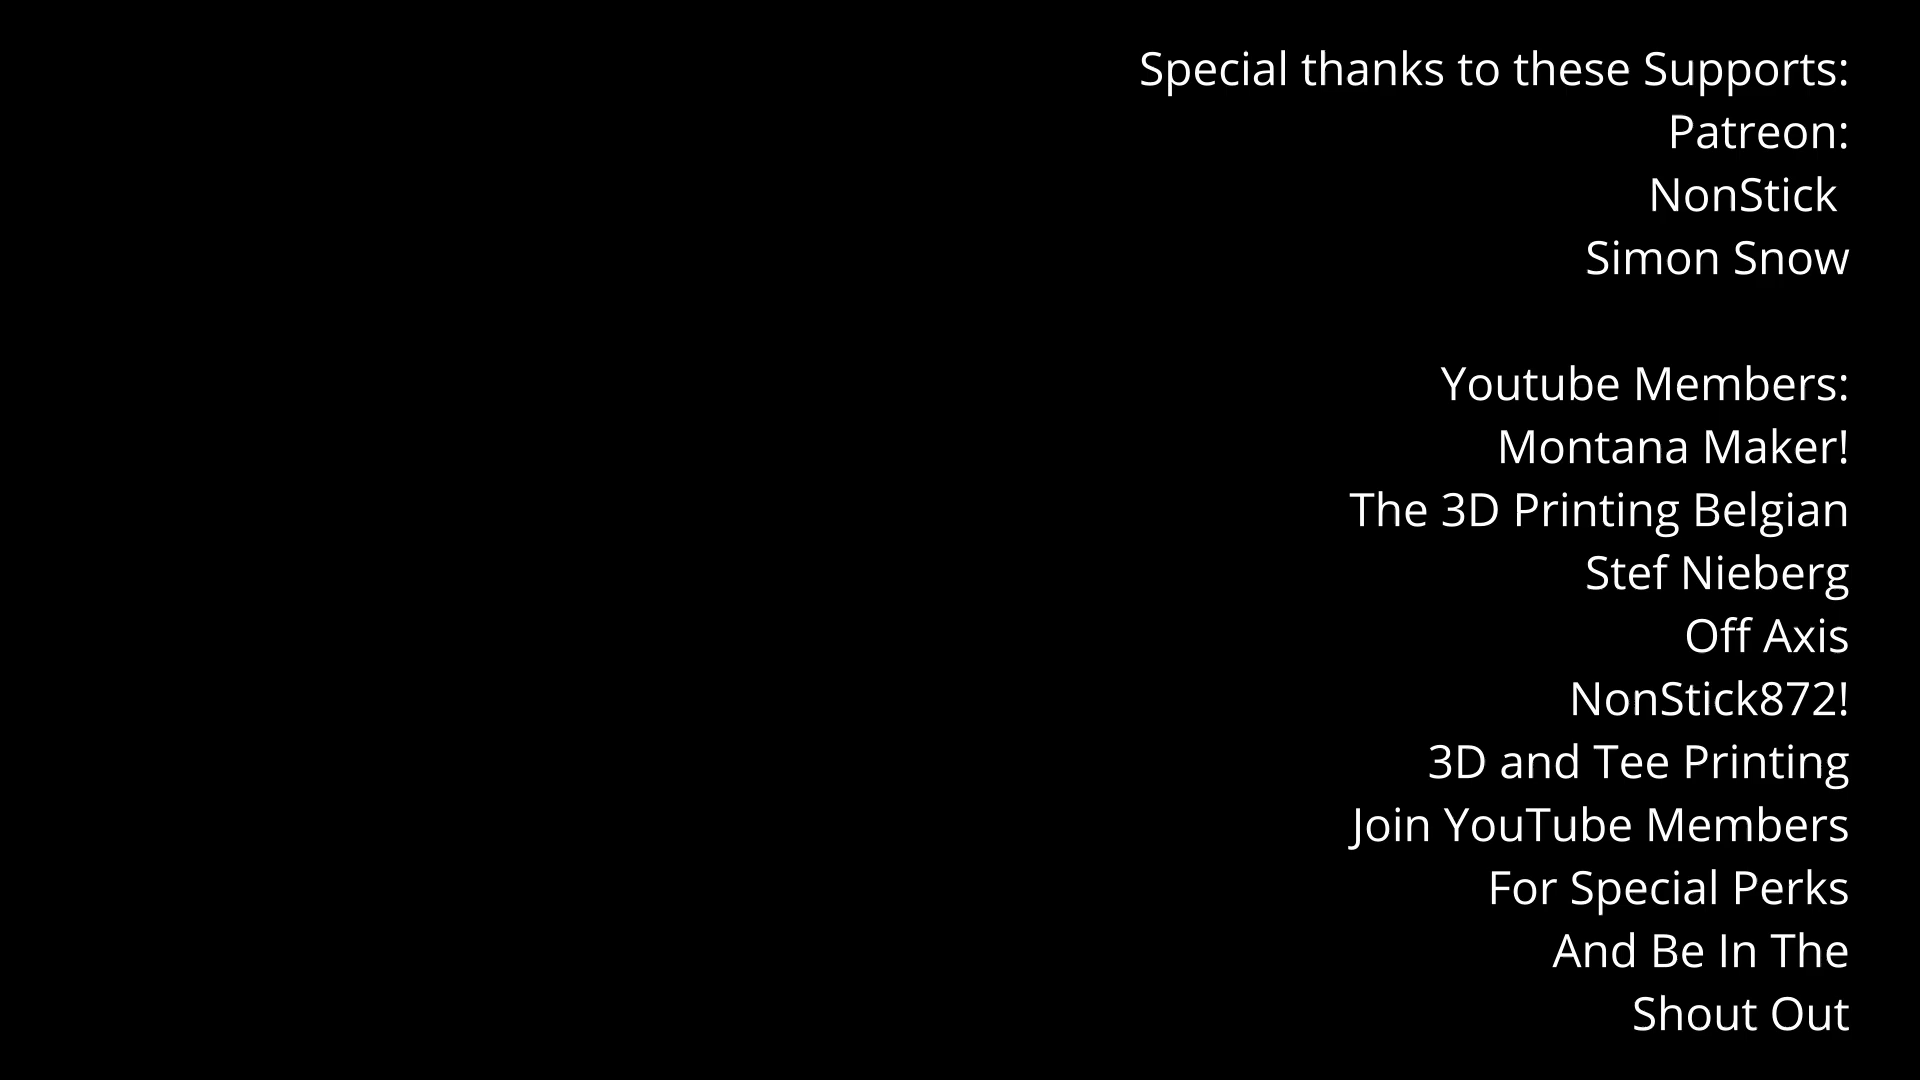 Special thanks to these Supports:
Patreon:
NonStick
Simon Snow
Youtube Members:
Montana Maker!
The 3D Printing Belgian
Stef Nieberg
Off Axis
NonStick872!
3D and Tee Printing
Join YouTube Members
For Special Perks
And Be In The
Shout Out